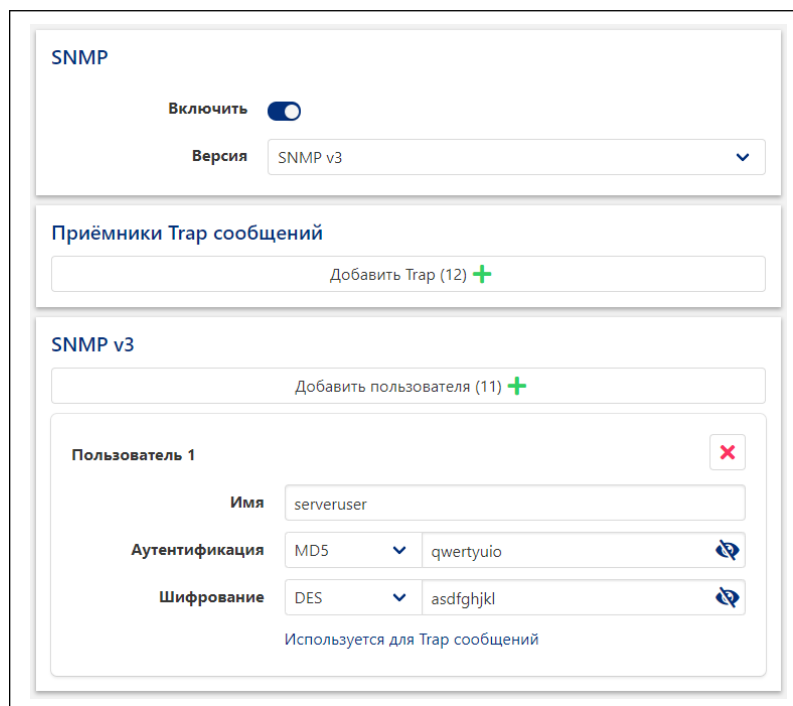 SNMP
Включить
Версия SNMP v3
Приёмники Trap сообщений
Добавить Trap (12)
SNMP v3
Добавить пользователя (11)
Пользователь 1
Имя serveruser
Аутентификация MD5 qwertyuio
Шифрование DES asdfghjkl
Используется для Trap сообщений